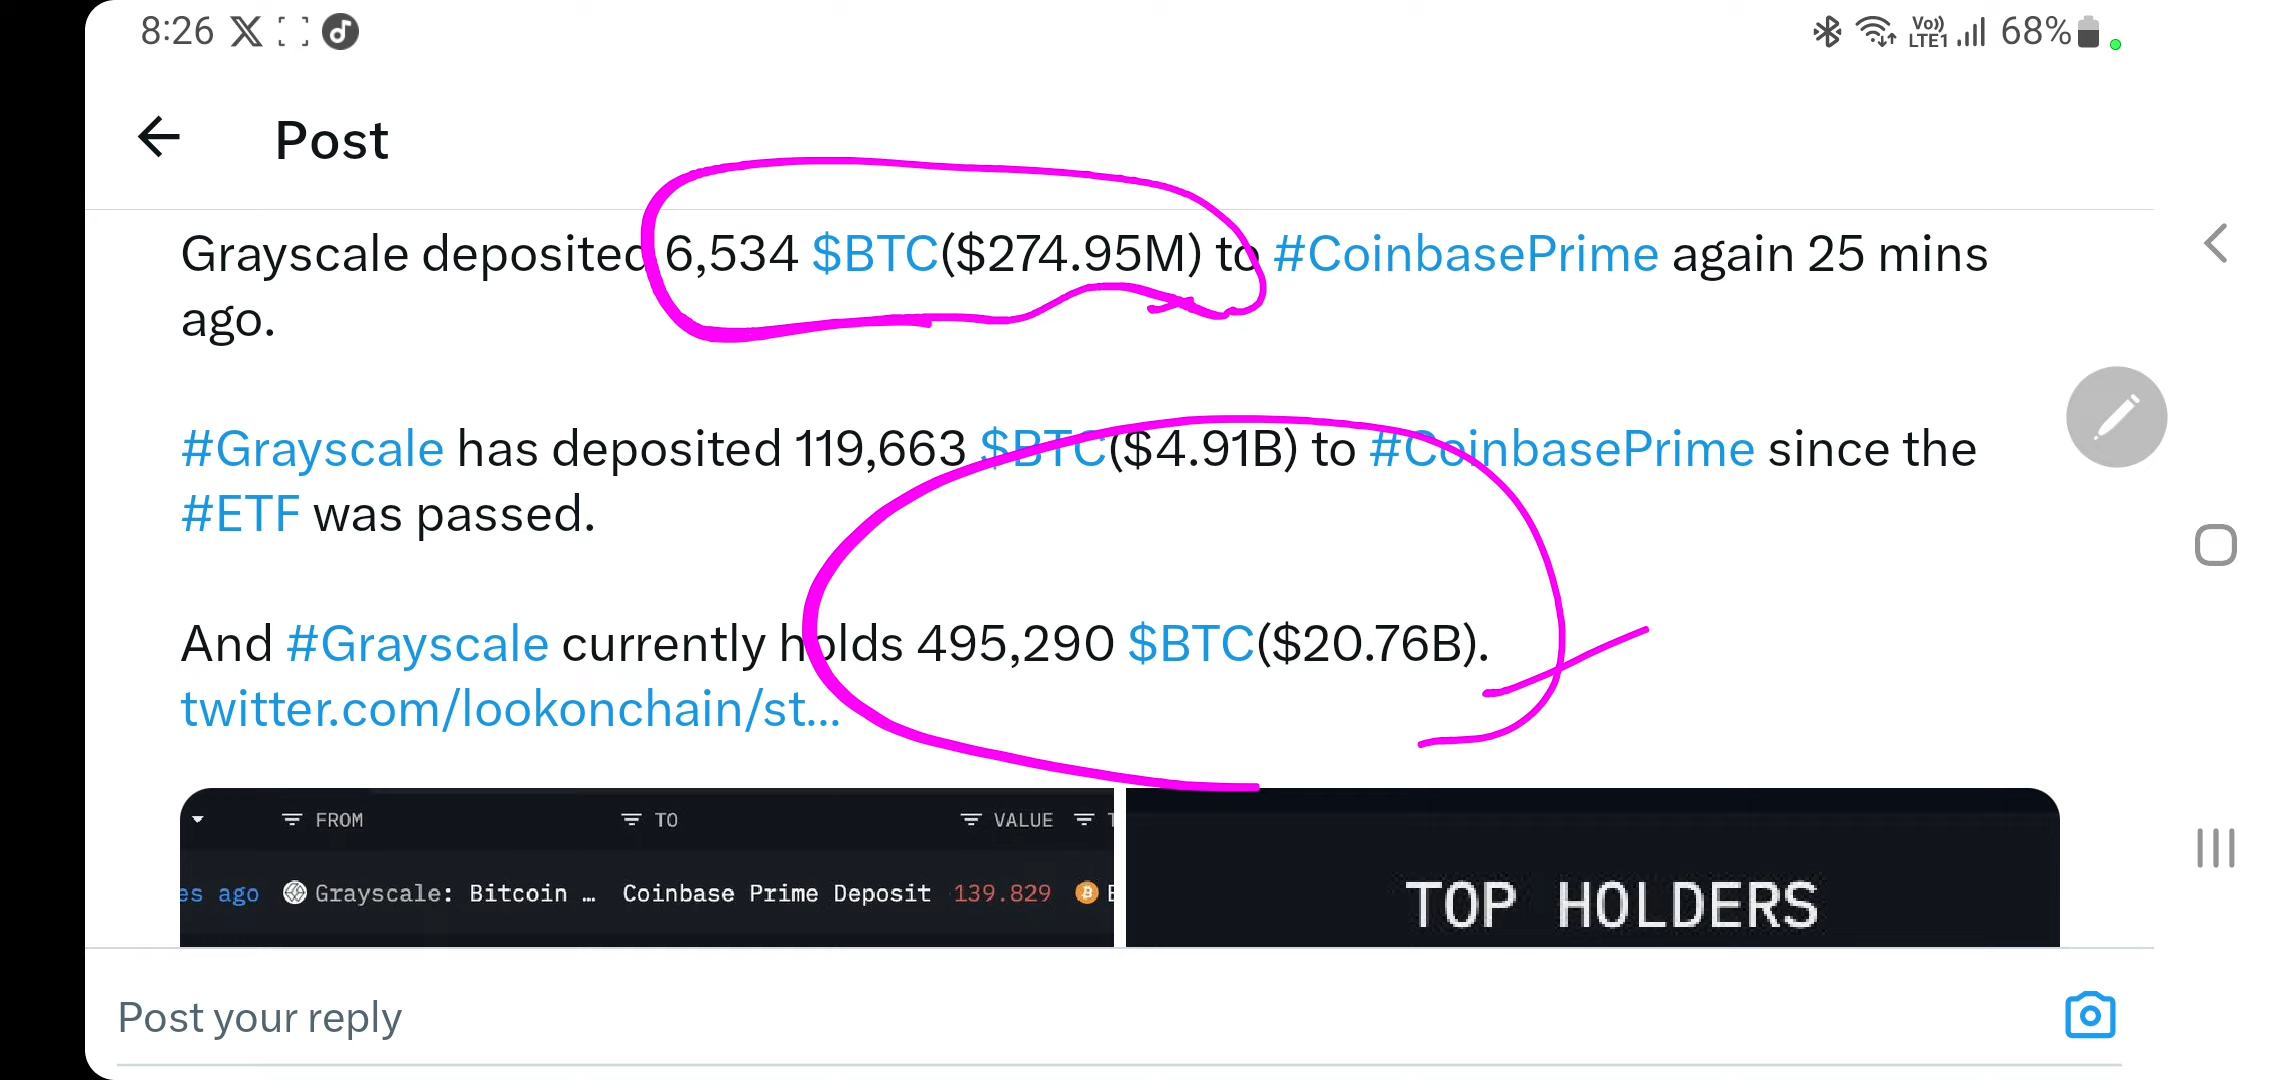 8:26
Vo)) LTE1 68%
Post
Grayscale deposited 6,534 $BTC($274.95M) to #CoinbasePrime again 25 mins
ago.
#Grayscale has deposited 119,663 $BTC($4.91B) to #CoinbasePrime since the
#ETF was passed.
And #Grayscale currently holds 495,290 $BTC($20.76B).
twitter.com/lookonchain/st...
FROM TO VALUE
es ago Grayscale: Bitcoin … Coinbase Prime Deposit 139.829
TOP HOLDERS
Post your reply